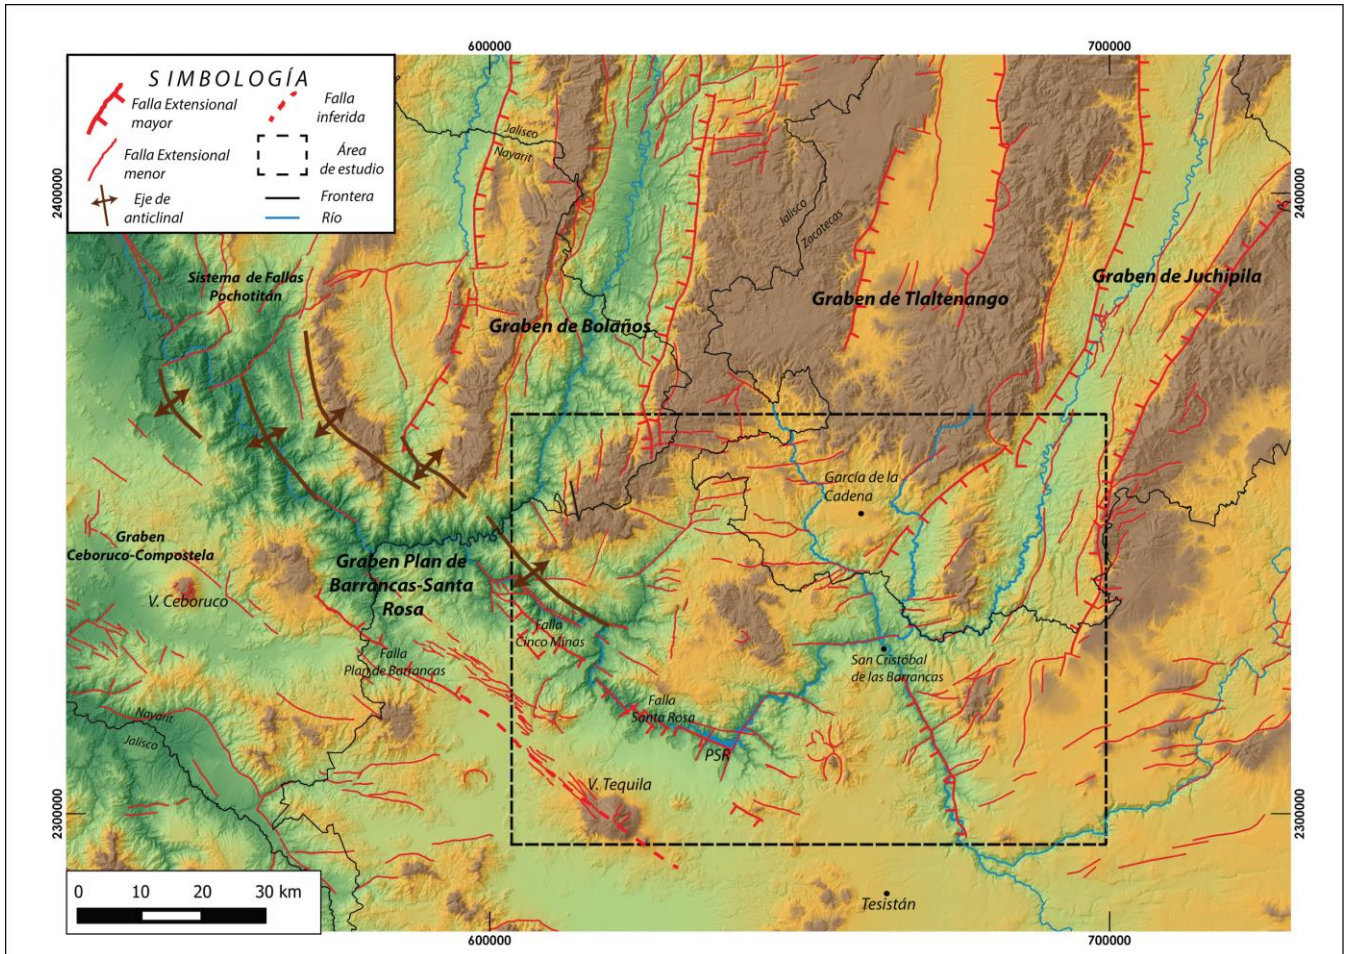 600000
700000
SIMBOLOGÍA
Falla Extensional
mayor
Falla
inferida
Falla Extensional
menor
Área
de estudio
Eje de
anticlinal
Frontera
Río
2400000
2400000
Jalisco
Nayarit
Jalisco
Zacatecas
Sistema de Fallas
Pochotitán
Graben de Juchipila
Graben de Tlaltenango
Graben de Bolaños
García de la
Cadena
Graben
Ceboruco-Compostela
Graben Plan de
Barrancas-Santa
Rosa
V. Ceboruco
Falla
Cinco Minas
Falla
Plan de Barrancas
San Cristóbal
de las Barrancas
Falla
Santa Rosa
Nayarit
Jalisco
PSR
V. Tequila
2300000
2300000
0 10 20 30 km
Tesistán
600000
700000